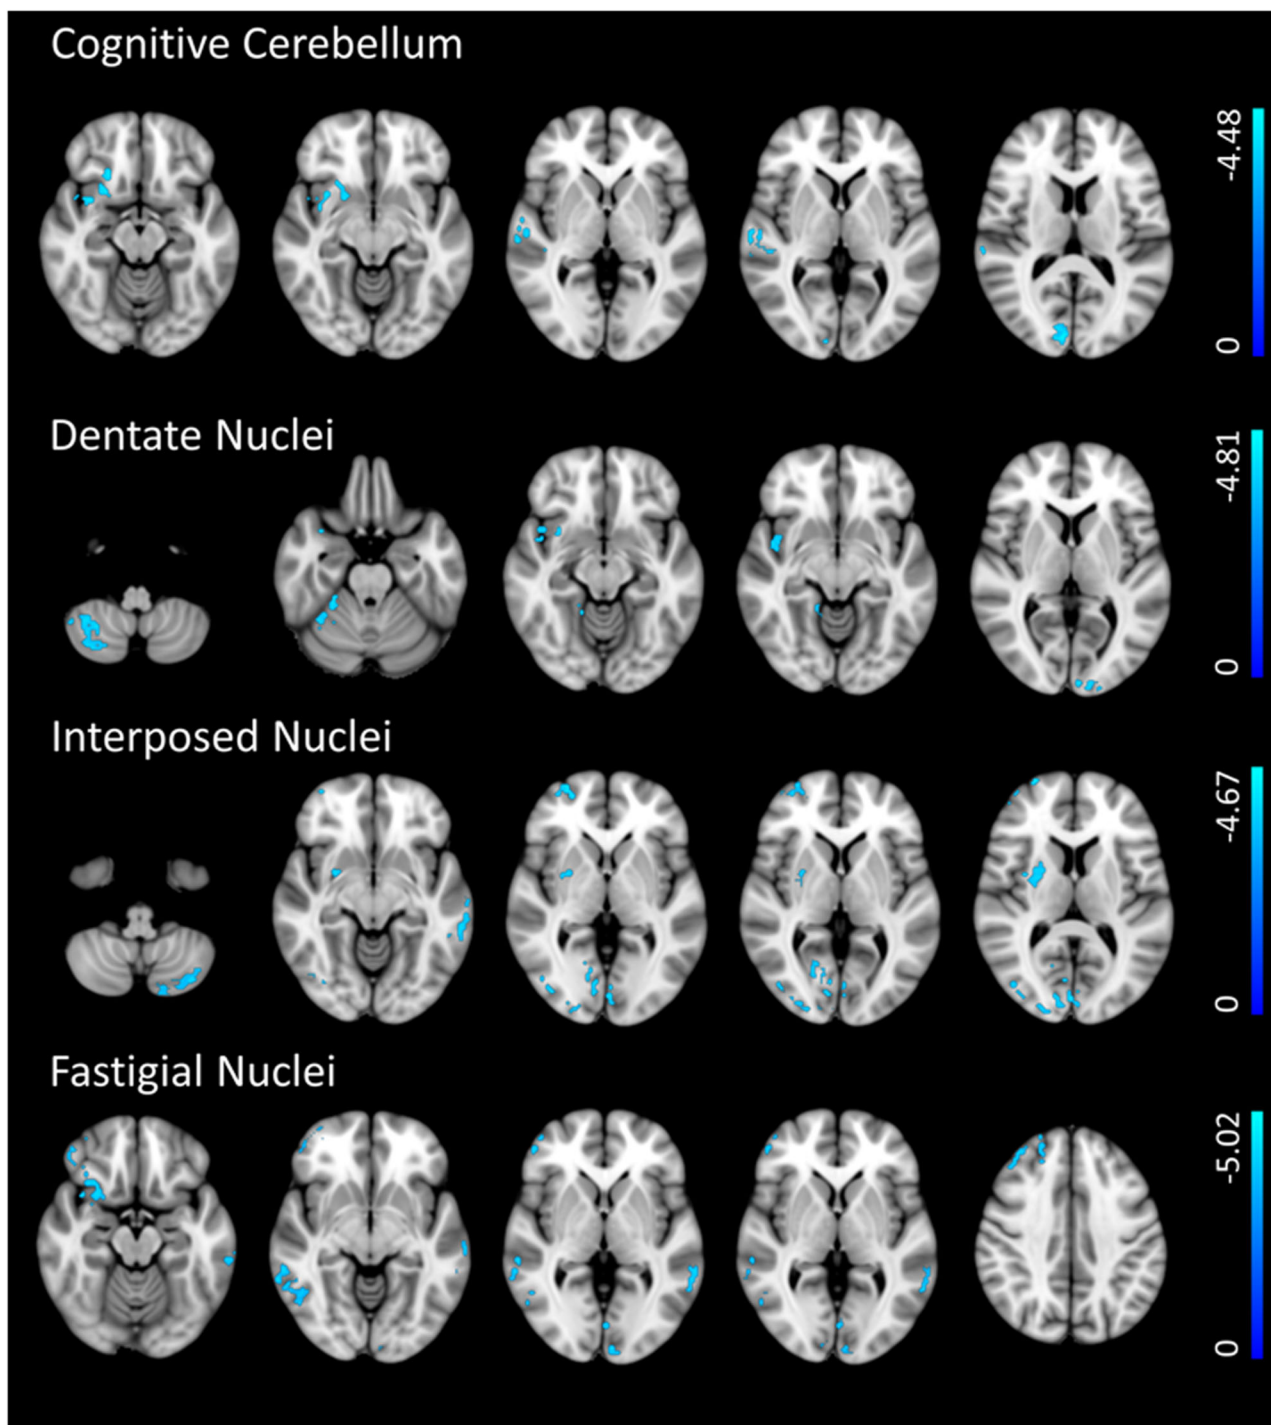 Cognitive Cerebellum
-4.48
0
Dentate Nuclei
-4.81
0
Interposed Nuclei
-4.67
0
Fastigial Nuclei
-5.02
0